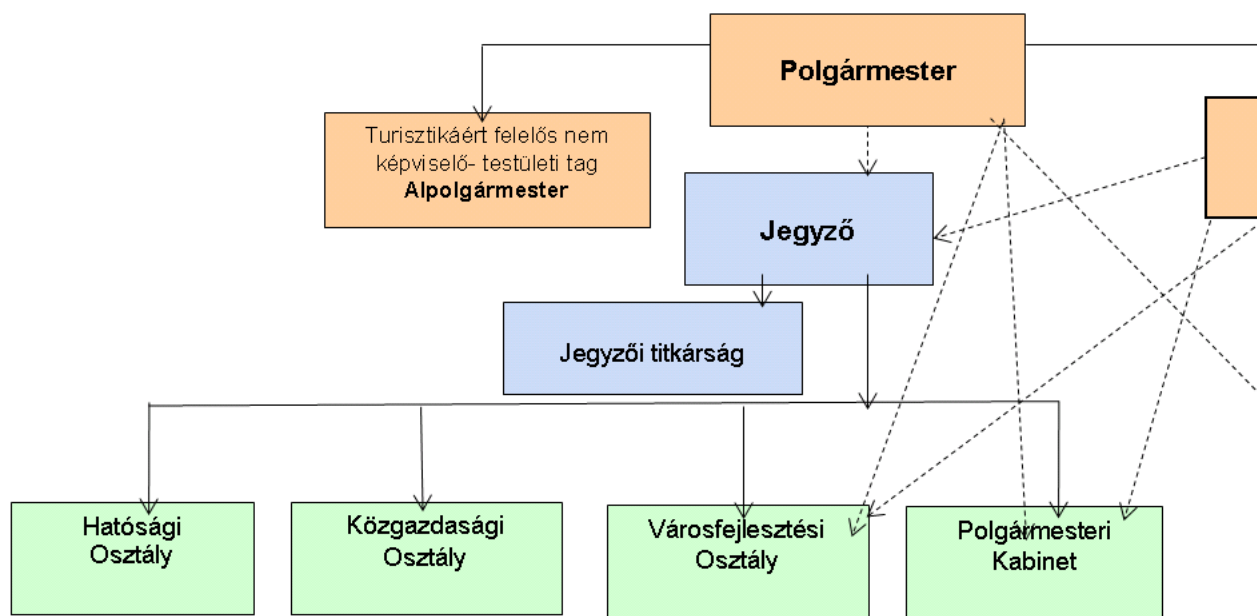 Polgármester
Turisztikáért felelős nem
képviselő- testületi tag
Alpolgármester
Jegyző
Jegyzői titkárság
Hatósági
Osztály
Közgazdasági
Osztály
Városfejlesztési
Osztály
Polgármesteri
Kabinet